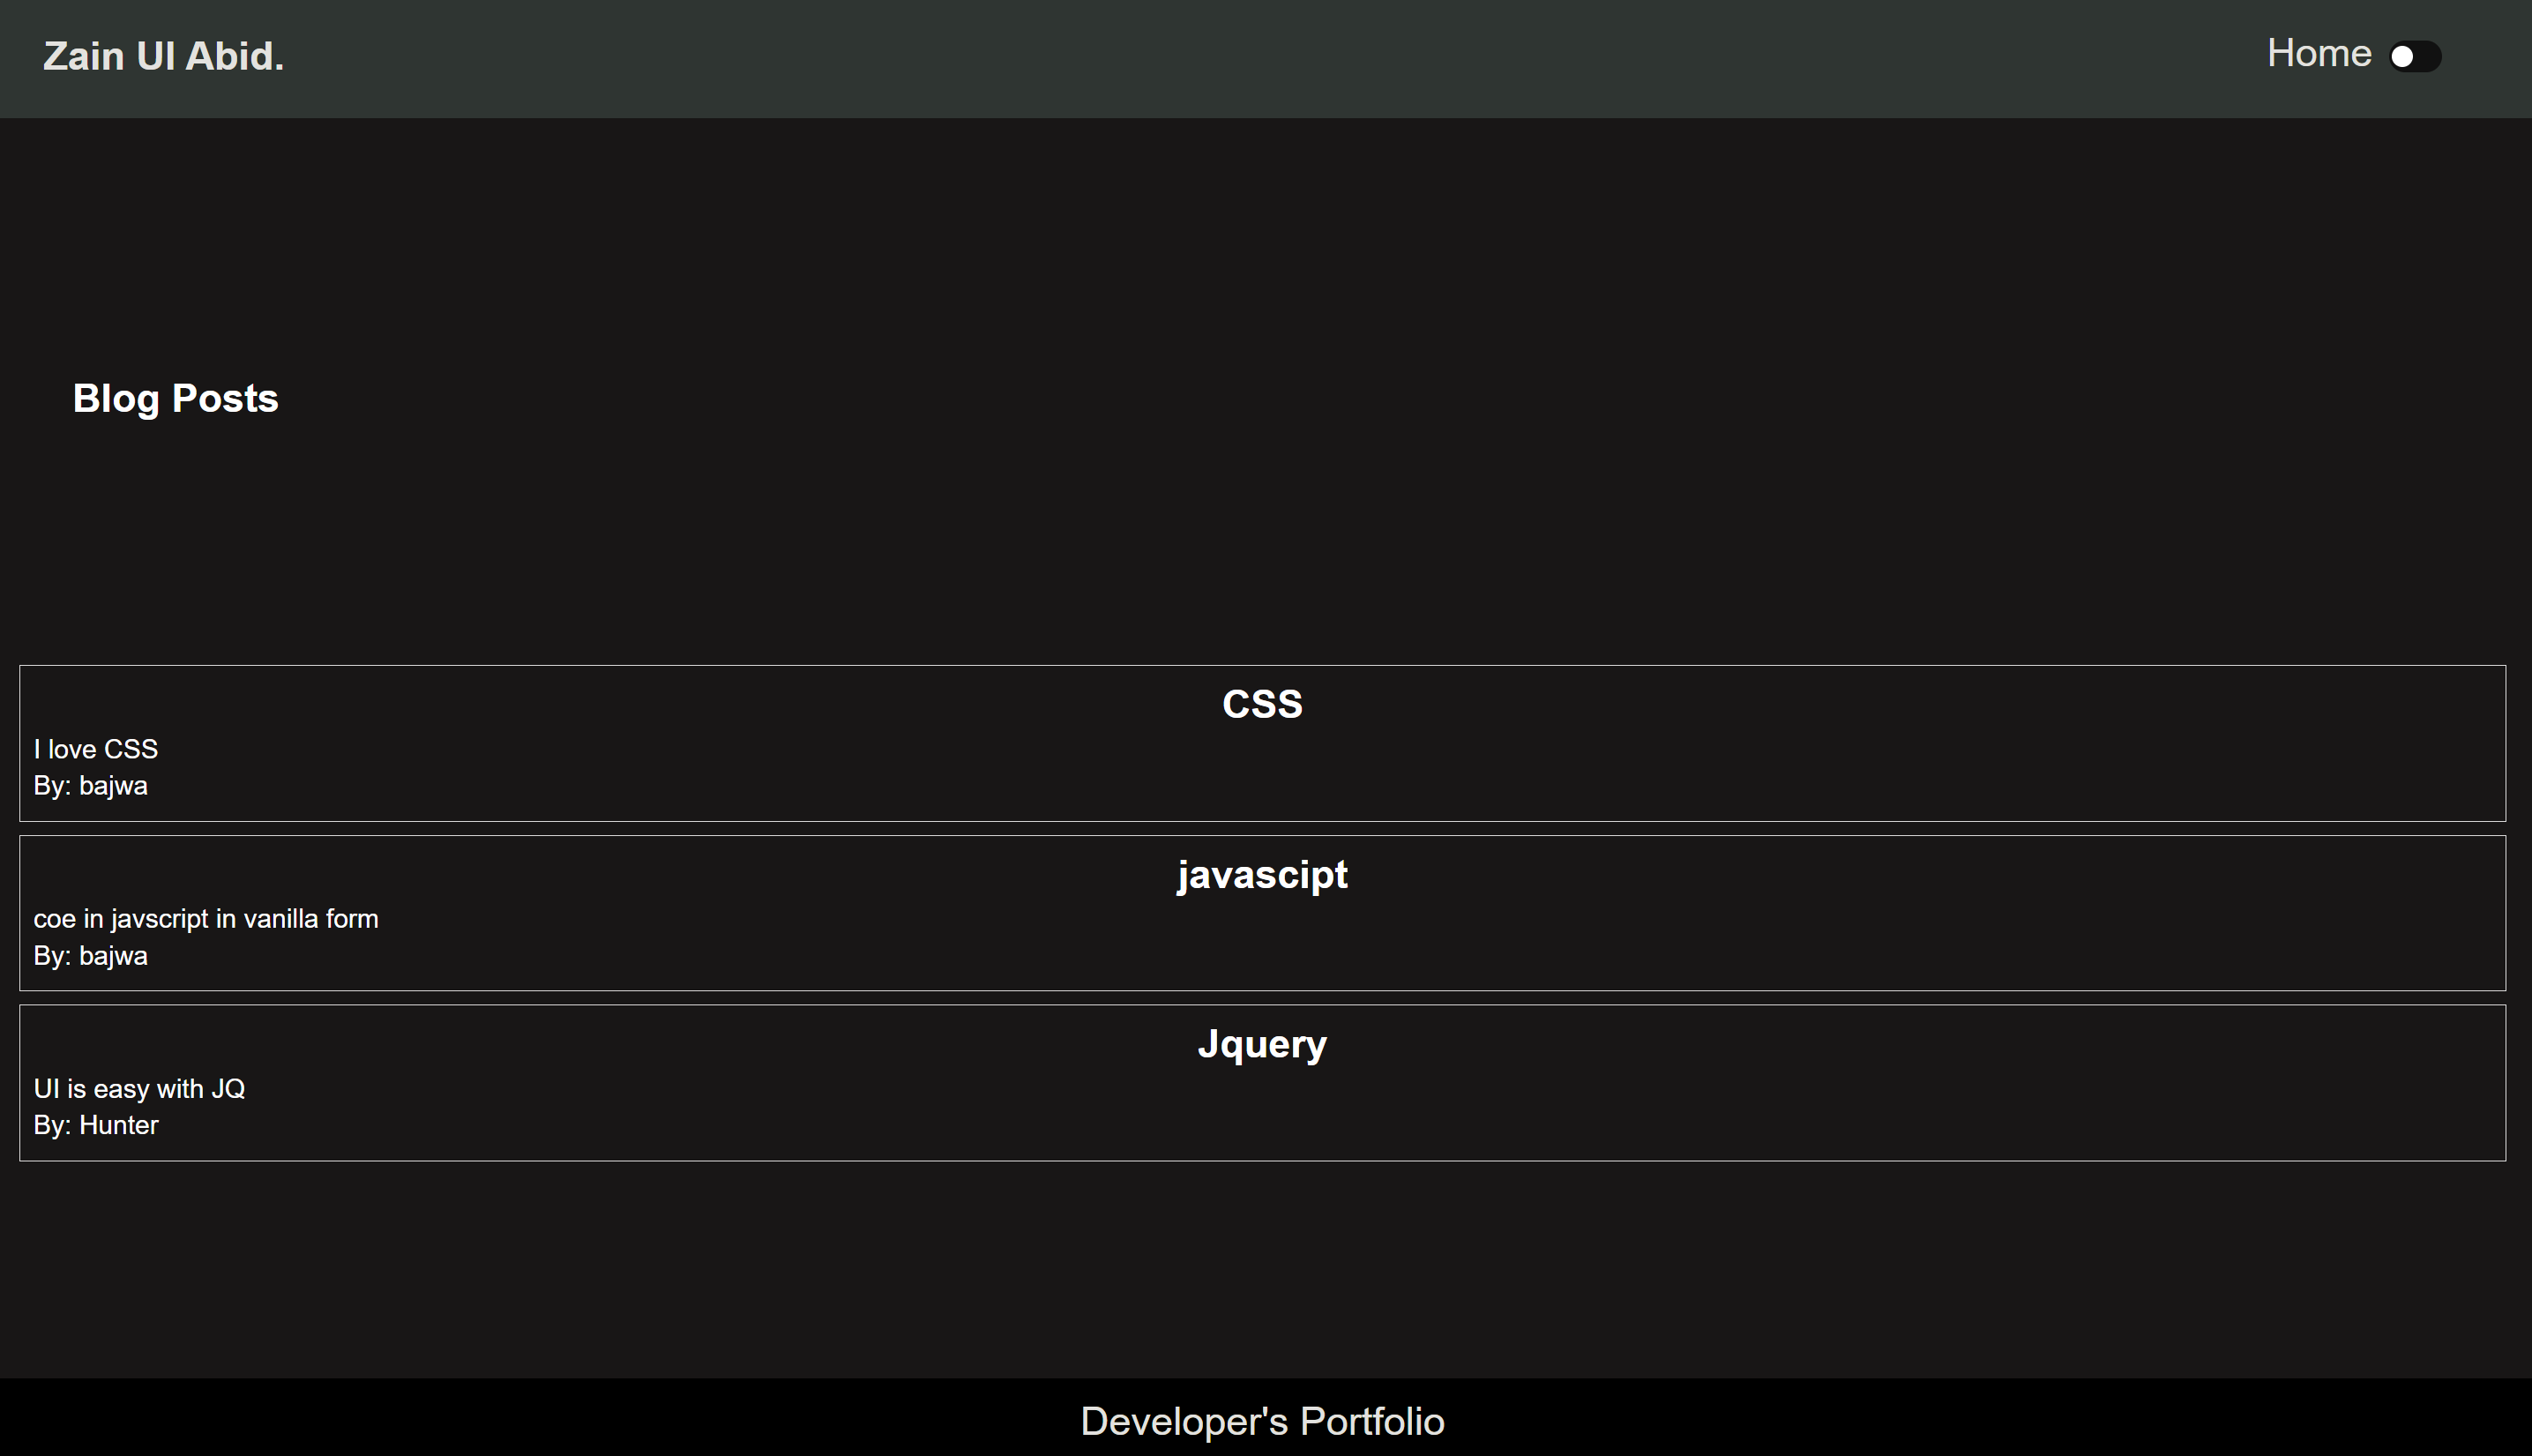 Zain Ul Abid.
Home
Blog Posts
CSS
I love CSS
By: bajwa
javascipt
coe in javscript in vanilla form
By: bajwa
Jquery
UI is easy with JQ
By: Hunter
Developer's Portfolio